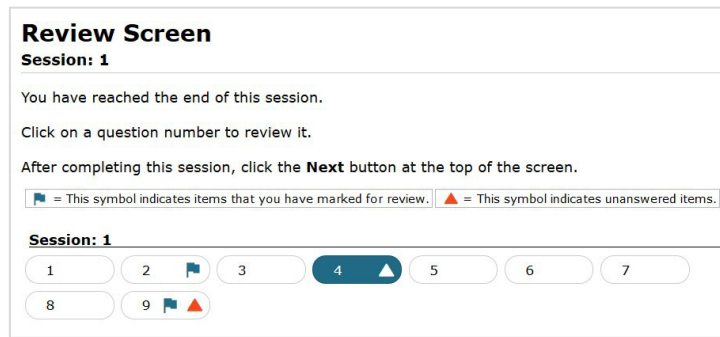 Review Screen
Session: 1
You have reached the end of this session.
Click on a question number to review it.
After completing this session, click the Next button at the top of the screen.
= This symbol indicates items that you have marked for review. = This symbol indicates unanswered items.
Session: 1
1 2 3 4 5 6 7
8 9